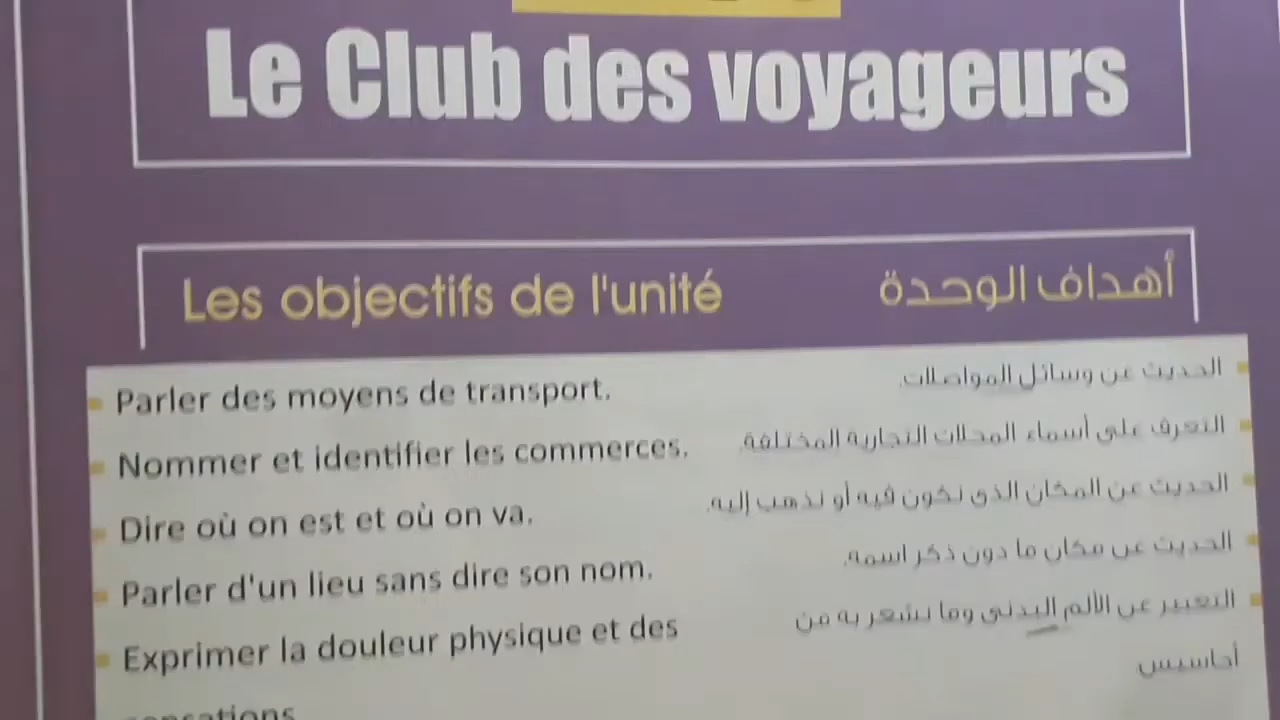 Le Club des voyageurs
Les objectifs de l'unité
أهداف الوحدة
Parler des moyens de transport.
الحديث عن وسائل المواصلات.
Nommer et identifier les commerces.
التعرف على أسماء المحلات التجارية المختلفة.
Dire où on est et où on va.
الحديث عن المكان الذى نكون فيه أو نذهب إليه.
Parler d'un lieu sans dire son nom.
الحديث عن مكان ما دون ذكر اسمه.
Exprimer la douleur physique et des
sensations
التعبير عن الألم البدنى وما نشعر به من
أحاسيس